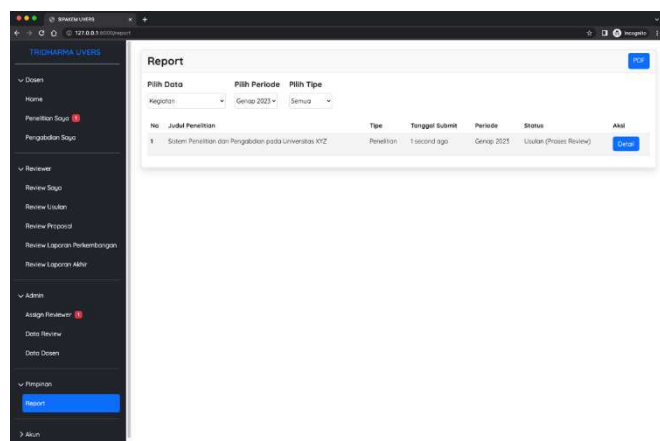 SIPAKEM UVERS
127.0.0.1:8000/report
Incognito
TRIDHARMA UVERS
Dosen
Home
Penelitian Saya 1
Pengabdian Saya
Reviewer
Review Saya
Review Usulan
Review Proposal
Review Laporan Perkembangan
Review Laporan Akhir
Admin
Assign Reviewer 1
Data Review
Data Dosen
Pimpinan
Report
Akun
Report PDF
Pilih Data Pilih Periode Pilih Tipe
Kegiatan Genap 2023 Semua
No Judul Penelitian Tipe Tanggal Submit Periode Status Aksi
1 Sistem Penelitian dan Pengabdian pada Universitas XYZ Penelitian 1 second ago Genap 2023 Usulan (Proses Review) Detail